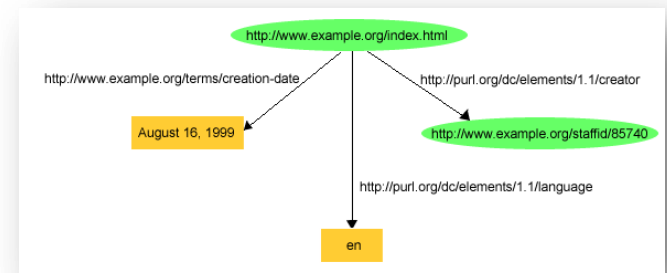 http://www.example.org/index.html
http://www.example.org/terms/creation-date
http://purl.org/dc/elements/1.1/creator
August 16, 1999
http://www.example.org/staffid/85740
http://purl.org/dc/elements/1.1/language
en